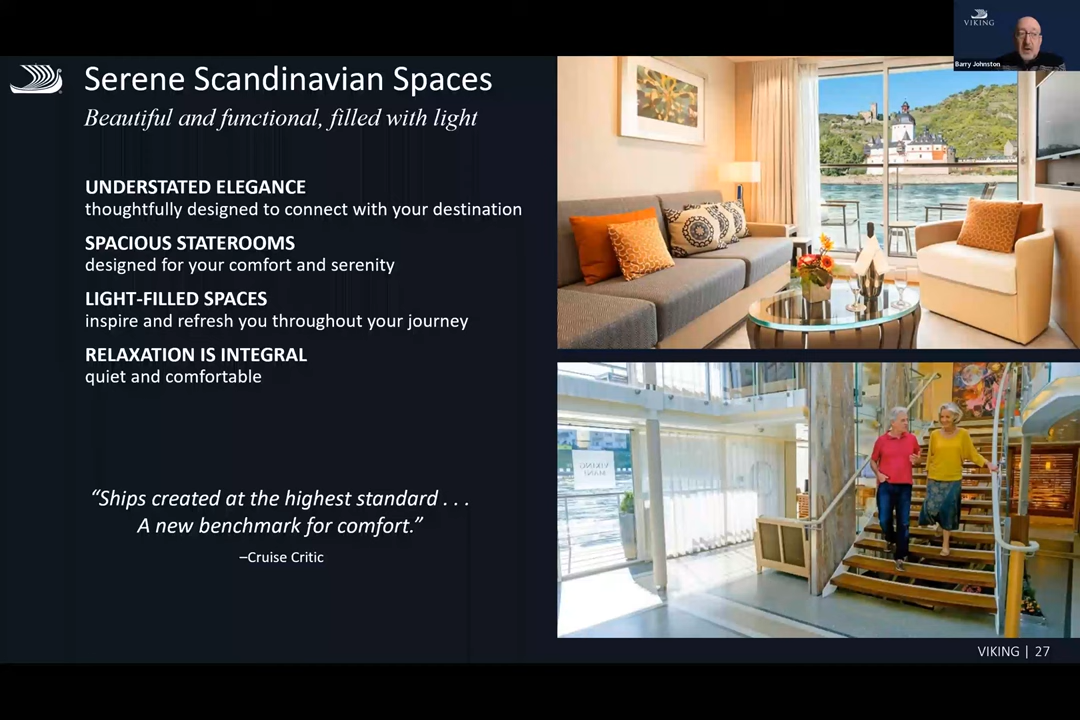 VIKING
Barry Johnston
Serene Scandinavian Spaces
Beautiful and functional, filled with light
UNDERSTATED ELEGANCE
thoughtfully designed to connect with your destination
SPACIOUS STATEROOMS
designed for your comfort and serenity
LIGHT-FILLED SPACES
inspire and refresh you throughout your journey
RELAXATION IS INTEGRAL
quiet and comfortable
“Ships created at the highest standard . . .
A new benchmark for comfort.”
–Cruise Critic
VIKING
MANI
VIKING | 27